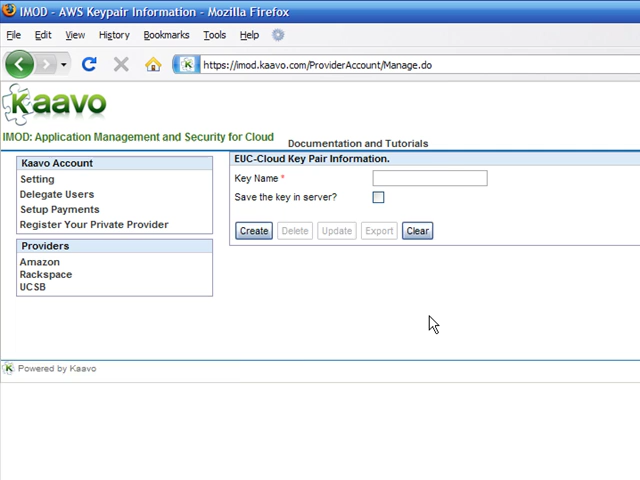 IMOD - AWS Keypair Information - Mozilla Firefox
File Edit View History Bookmarks Tools Help
K https://imod.kaavo.com/ProviderAccount/Manage.do
Kaavo
IMOD: Application Management and Security for Cloud
Documentation and Tutorials
Kaavo Account
Setting
Delegate Users
Setup Payments
Register Your Private Provider
Providers
Amazon
Rackspace
UCSB
EUC-Cloud Key Pair Information.
Key Name *
Save the key in server?
Create Delete Update Export Clear
K Powered by Kaavo